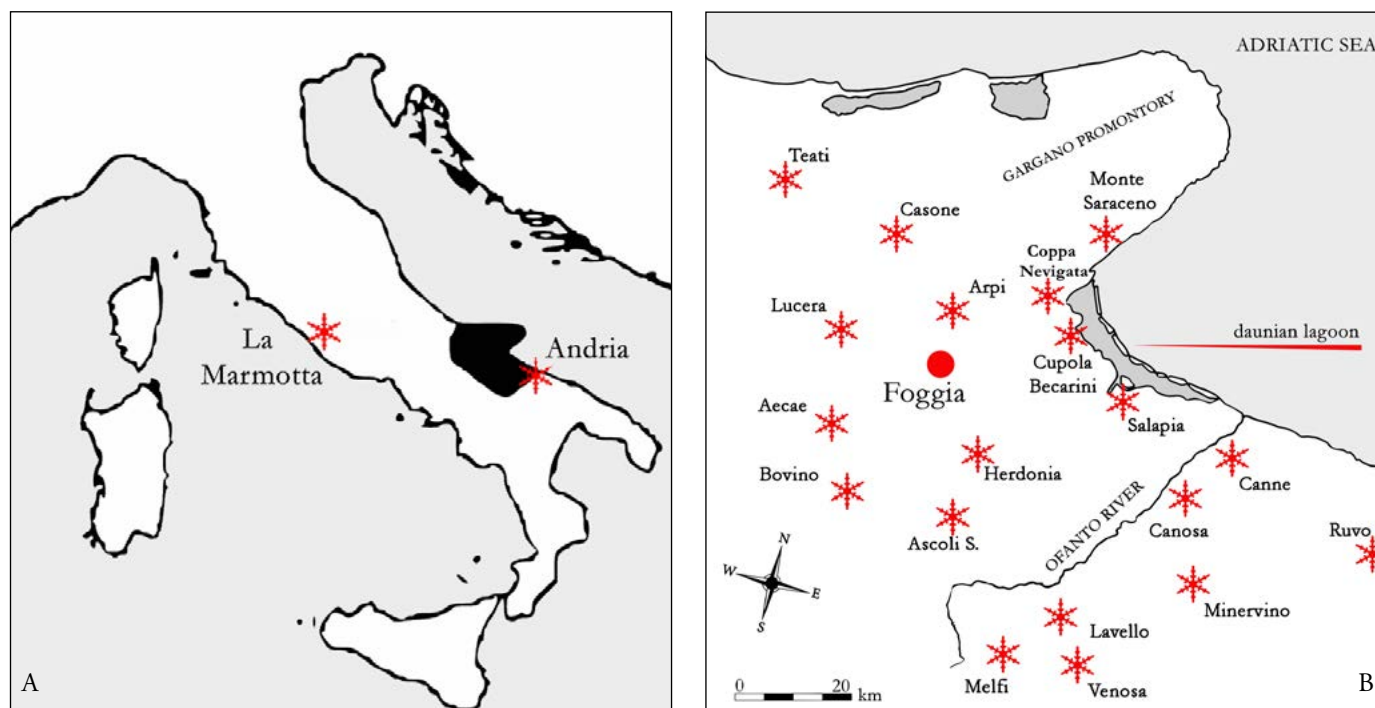 La
Marmotta
Andria
A
ADRIATIC SEA
GARGANO PROMONTORY
Teati
Casone
Monte
Saraceno
Coppa
Nevigata
Lucera
Arpi
daunian lagoon
Foggia
Cupola
Becarini
Aecae
Salapia
Bovino
Herdonia
Canne
Ascoli S.
OFANTO RIVER
Canosa
Ruvo
N
W
E
S
Minervino
Lavello
Melfi
Venosa
0
20
km
B